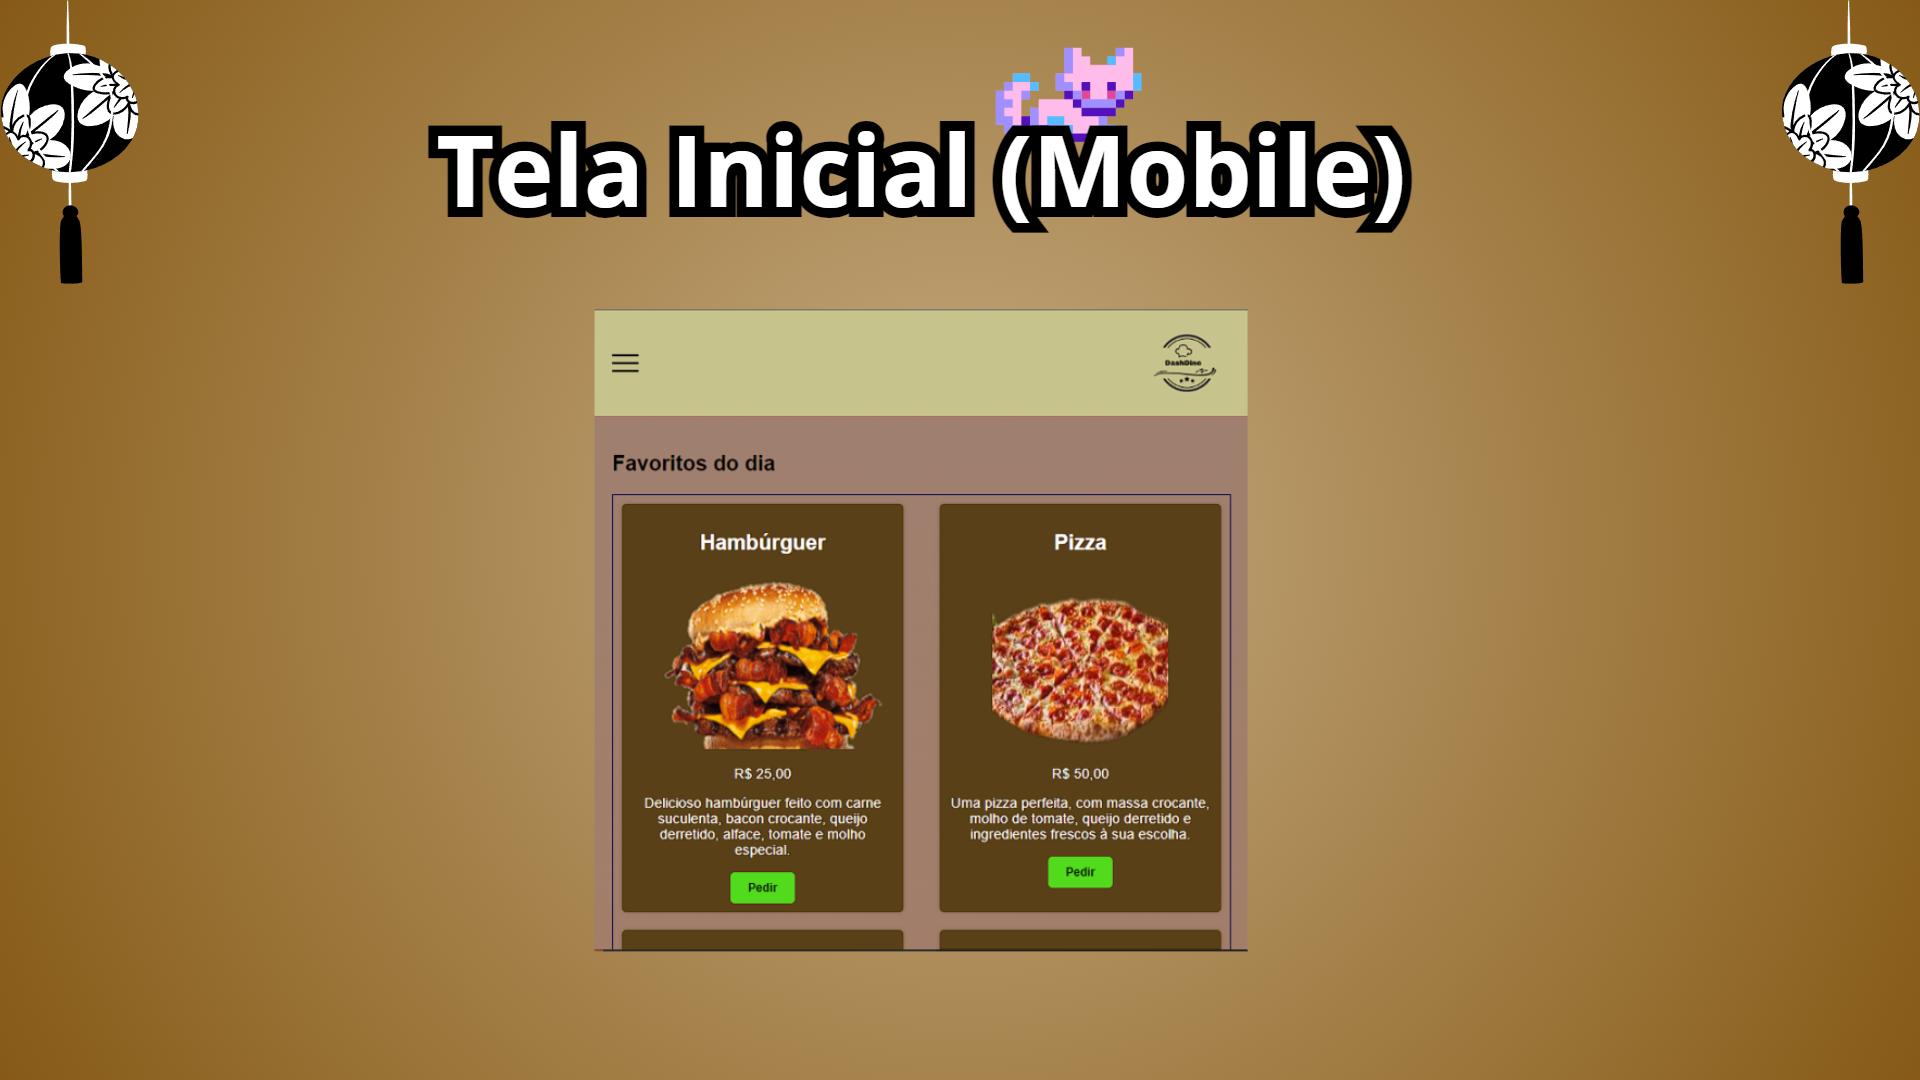 Tela Inicial (Mobile)
DashDine
Favoritos do dia
Hambúrguer
R$ 25,00
Delicioso hambúrguer feito com carne
suculenta, bacon crocante, queijo
derretido, alface, tomate e molho
especial.
Pedir
Pizza
R$ 50,00
Uma pizza perfeita, com massa crocante,
molho de tomate, queijo derretido e
ingredientes frescos à sua escolha.
Pedir